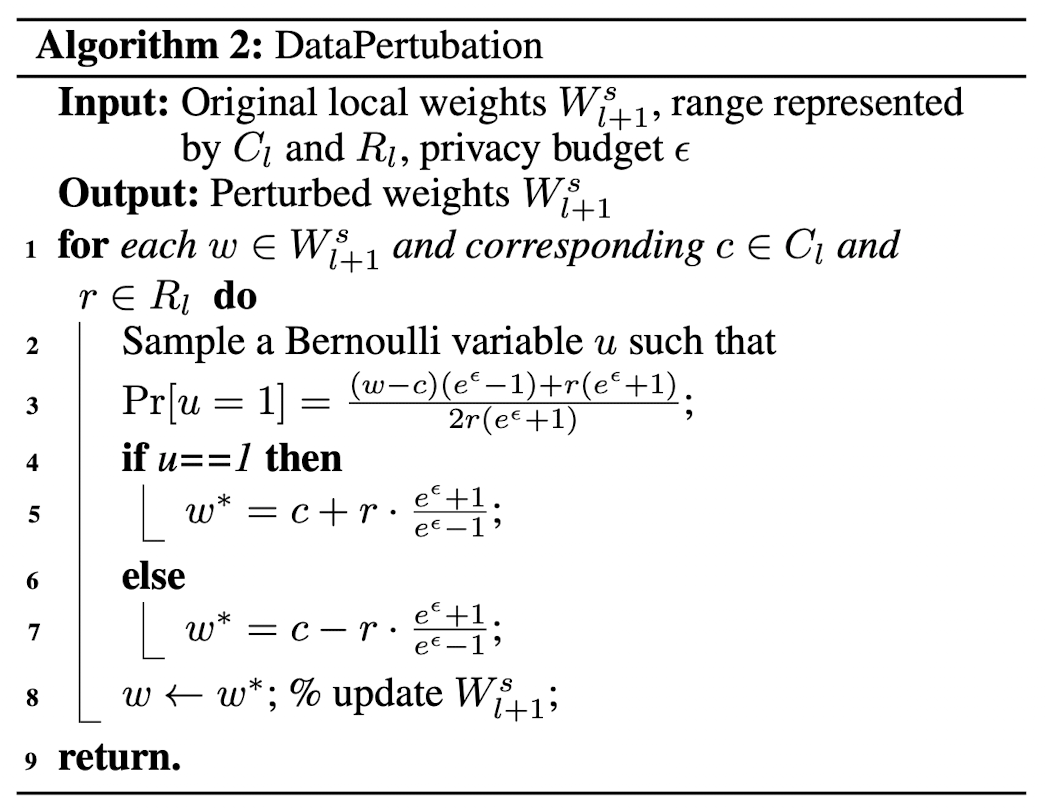 Algorithm 2: DataPertubation
Input: Original local weights $W_{l+1}^s$, range represented
by $C_l$ and $R_l$, privacy budget $\epsilon$
Output: Perturbed weights $W_{l+1}^s$
1 for each $w \in W_{l+1}^s$ and corresponding $c \in C_l$ and
$r \in R_l$ do
2 Sample a Bernoulli variable $u$ such that
3 $\Pr[u = 1] = \frac{(w-c)(e^\epsilon-1)+r(e^\epsilon+1)}{2r(e^\epsilon+1)}$;
4 if u==1 then
5 $w^* = c + r \cdot \frac{e^\epsilon+1}{e^\epsilon-1}$;
6 else
7 $w^* = c - r \cdot \frac{e^\epsilon+1}{e^\epsilon-1}$;
8 $w \leftarrow w^*$; % update $W_{l+1}^s$;
9 return.